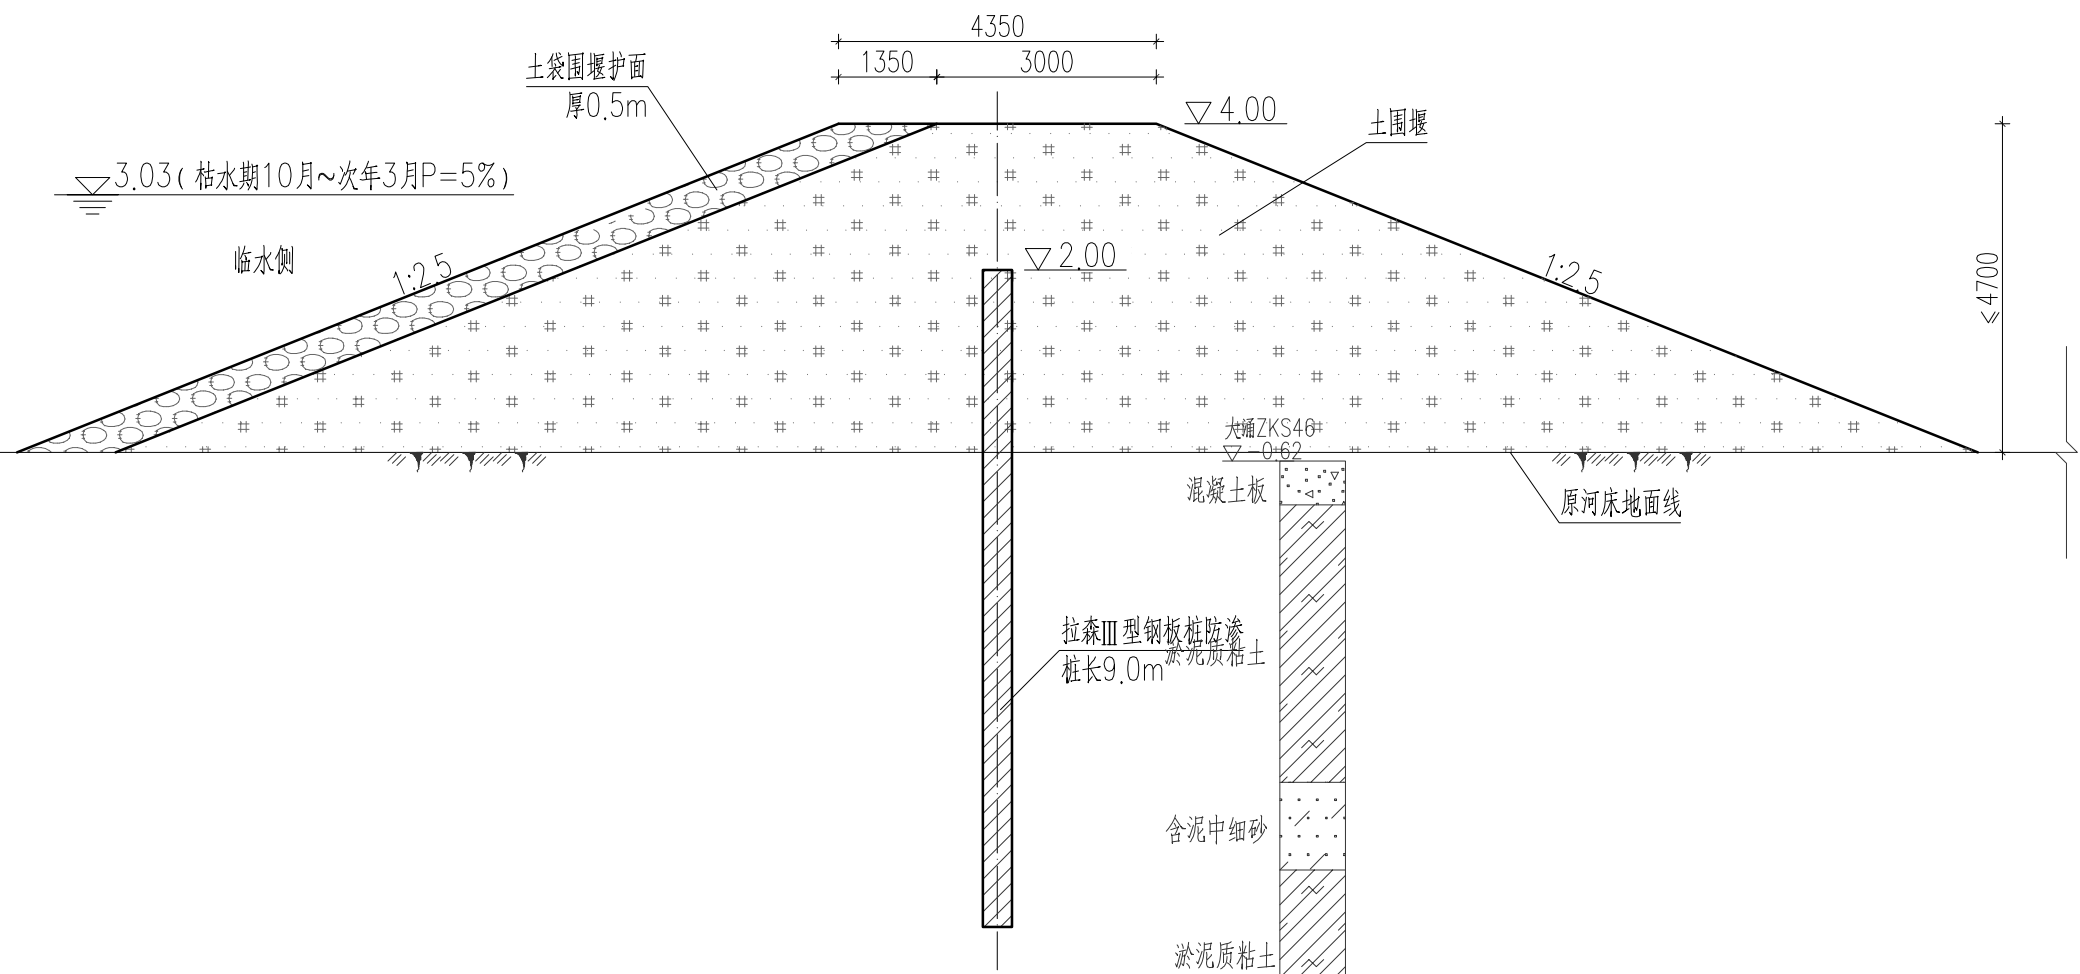 4350
1350
3000
土袋围堰护面
厚0.5m
4.00
土围堰
3.03(枯水期10月~次年3月P=5%)
临水侧
1:2.5
2.00
1:2.5
≤4700
大涌ZKS46
-0.62
混凝土板
原河床地面线
拉森Ⅲ型钢板桩防渗
桩长9.0m
淤泥质粘土
含泥中细砂
淤泥质粘土